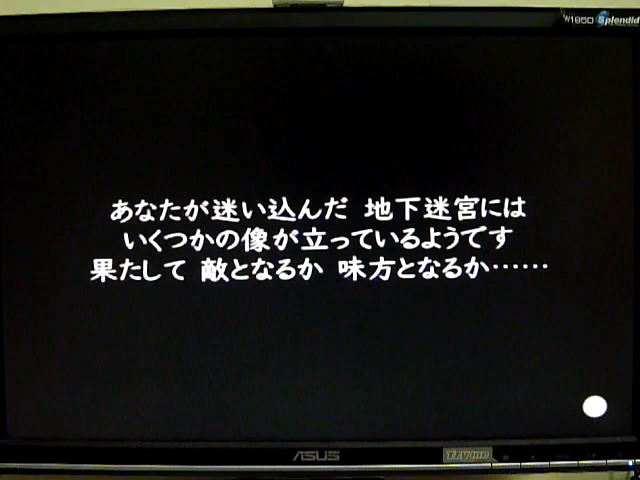 W1950 Splendid
あなたが迷い込んだ 地下迷宮には
いくつかの像が立っているようです
果たして 敵となるか 味方となるか……
ASUS